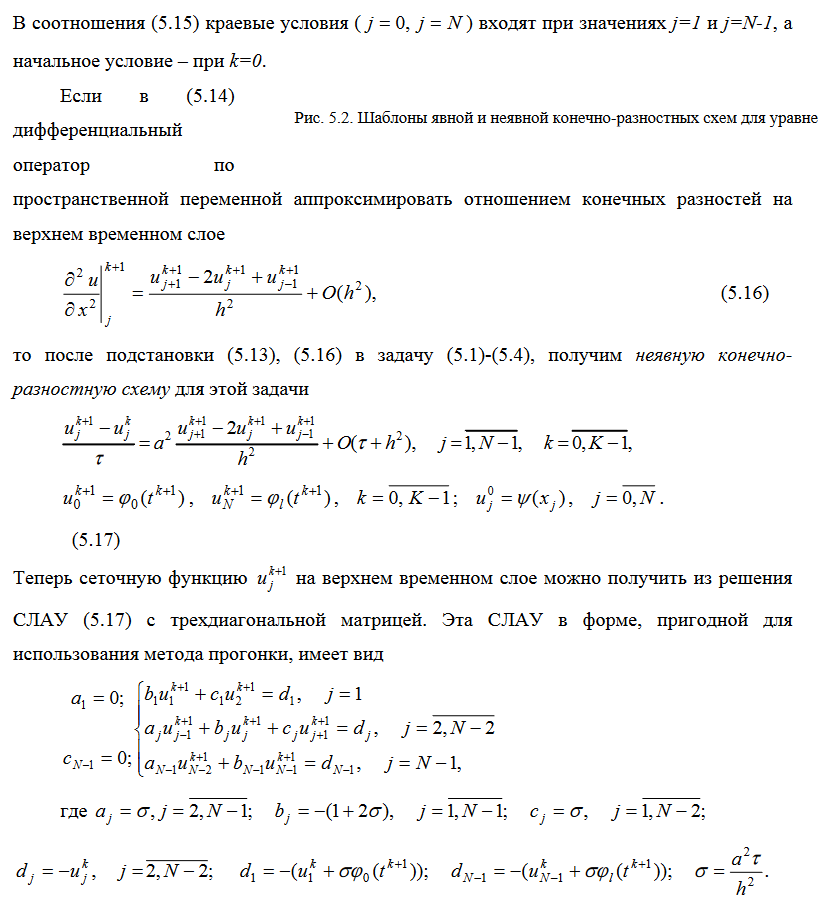 В соотношения (5.15) краевые условия ( j = 0, j = N ) входят при значениях j=1 и j=N-1, а
начальное условие – при k=0.
Если в (5.14)
дифференциальный
оператор по
Рис. 5.2. Шаблоны явной и неявной конечно-разностных схем для уравне
пространственной переменной аппроксимировать отношением конечных разностей на
верхнем временном слое
$\left.\frac{\partial^2 u}{\partial x^2}\right|_j^{k+1} = \frac{u_{j+1}^{k+1} - 2u_j^{k+1} + u_{j-1}^{k+1}}{h^2} + O(h^2),$ (5.16)
то после подстановки (5.13), (5.16) в задачу (5.1)-(5.4), получим неявную конечно-
разностную схему для этой задачи
$\frac{u_j^{k+1} - u_j^k}{\tau} = a^2 \frac{u_{j+1}^{k+1} - 2u_j^{k+1} + u_{j-1}^{k+1}}{h^2} + O(\tau + h^2), \quad j = \overline{1, N-1}, \quad k = \overline{0, K-1},$
$u_0^{k+1} = \varphi_0(t^{k+1}), \quad u_N^{k+1} = \varphi_l(t^{k+1}), \quad k = \overline{0, K-1}; \quad u_j^0 = \psi(x_j), \quad j = \overline{0, N}.$
(5.17)
Теперь сеточную функцию $u_j^{k+1}$ на верхнем временном слое можно получить из решения
СЛАУ (5.17) с трехдиагональной матрицей. Эта СЛАУ в форме, пригодной для
использования метода прогонки, имеет вид
$a_1 = 0; \quad b_1 u_1^{k+1} + c_1 u_2^{k+1} = d_1, \quad j = 1$
$a_j u_{j-1}^{k+1} + b_j u_j^{k+1} + c_j u_{j+1}^{k+1} = d_j, \quad j = \overline{2, N-2}$
$c_{N-1} = 0; \quad a_{N-1} u_{N-2}^{k+1} + b_{N-1} u_{N-1}^{k+1} = d_{N-1}, \quad j = N-1,$
где $a_j = \sigma, j = \overline{2, N-1}; \quad b_j = -(1 + 2\sigma), \quad j = \overline{1, N-1}; \quad c_j = \sigma, \quad j = \overline{1, N-2};$
$d_j = -u_j^k, \quad j = \overline{2, N-2}; \quad d_1 = -(u_1^k + \sigma\varphi_0(t^{k+1})); \quad d_{N-1} = -(u_{N-1}^k + \sigma\varphi_l(t^{k+1})); \quad \sigma = \frac{a^2 \tau}{h^2}.$